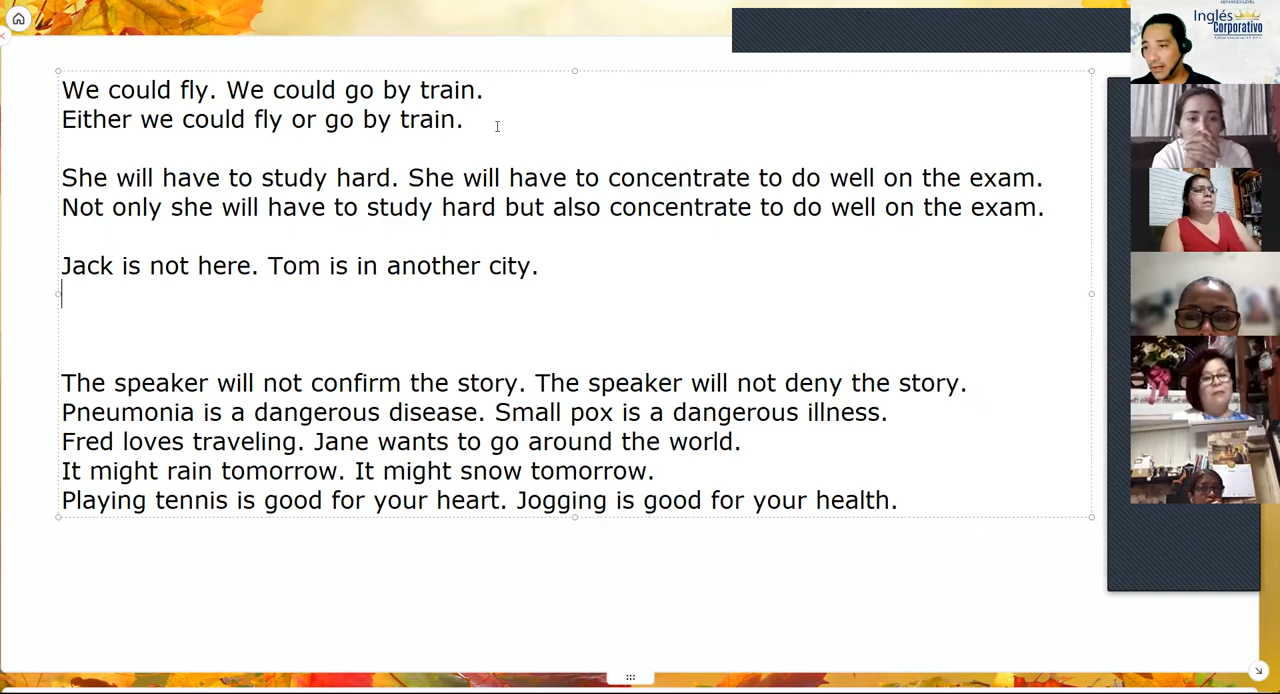 We could fly. We could go by train.
Either we could fly or go by train.
She will have to study hard. She will have to concentrate to do well on the exam.
Not only she will have to study hard but also concentrate to do well on the exam.
Jack is not here. Tom is in another city.
The speaker will not confirm the story. The speaker will not deny the story.
Pneumonia is a dangerous disease. Small pox is a dangerous illness.
Fred loves traveling. Jane wants to go around the world.
It might rain tomorrow. It might snow tomorrow.
Playing tennis is good for your heart. Jogging is good for your health.
Inglés
Corporativo